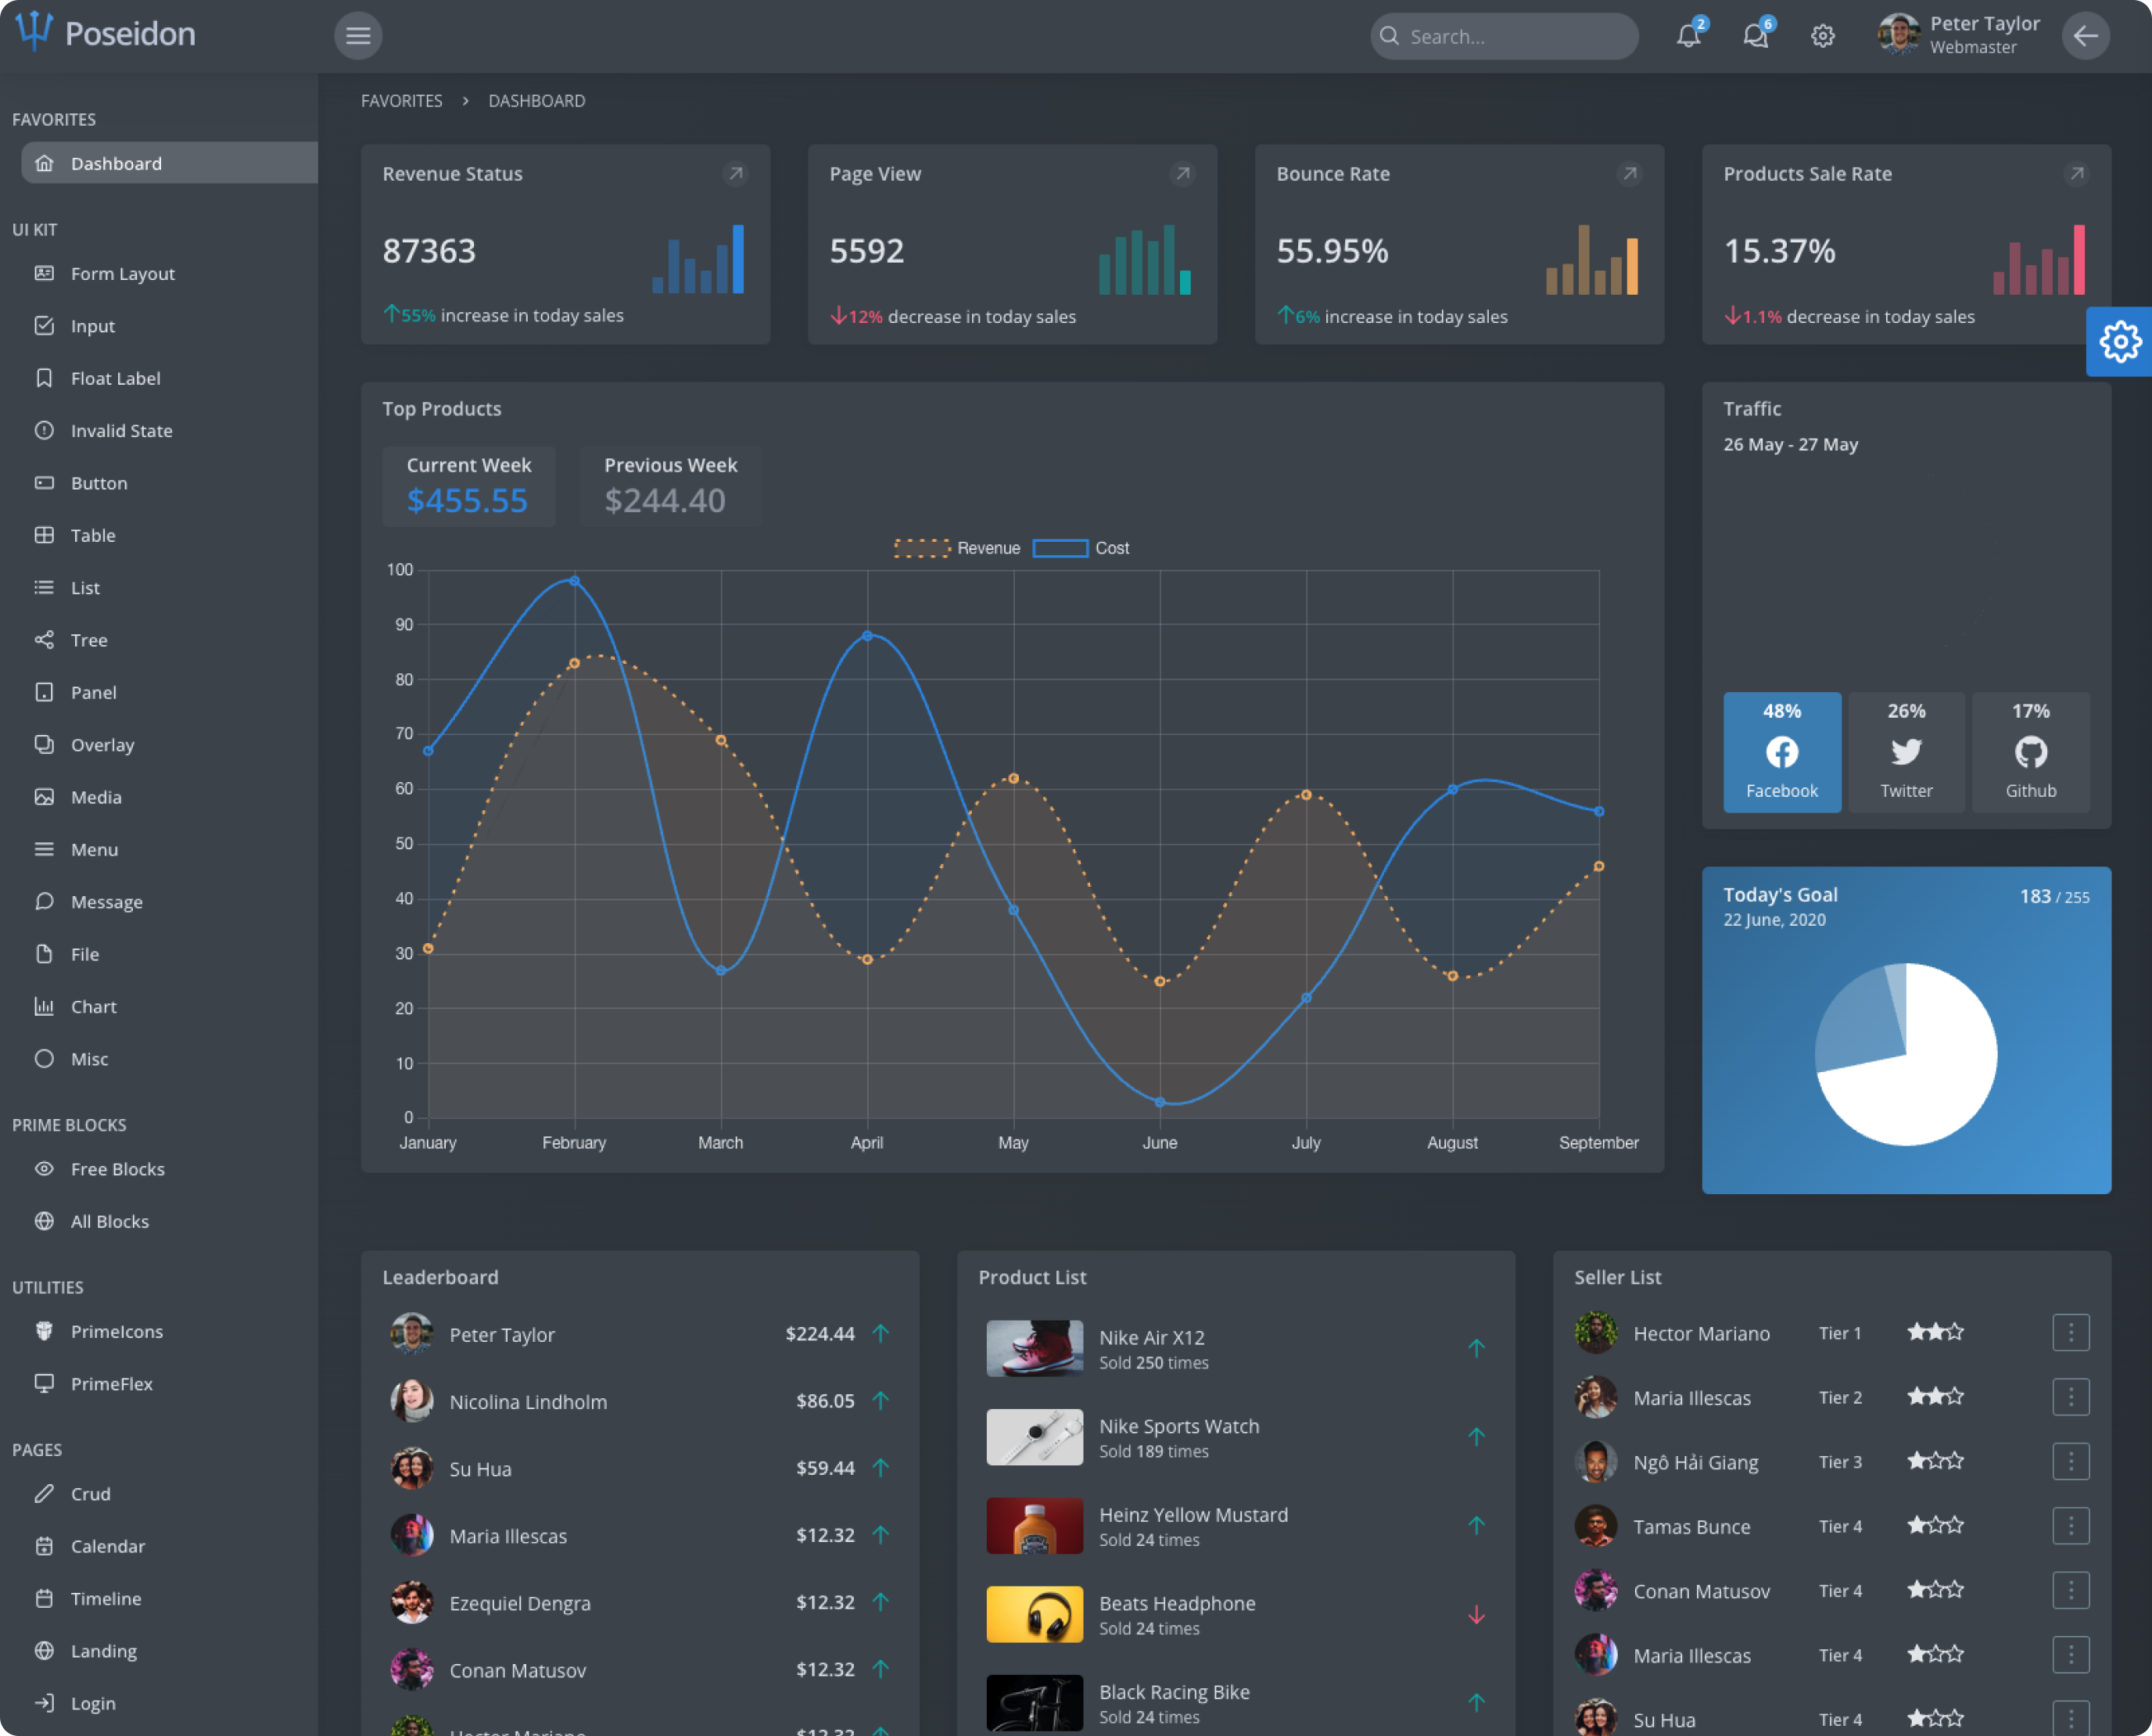 Poseidon
Search...
2
6
Peter Taylor
Webmaster
FAVORITES
Dashboard
UI KIT
Form Layout
Input
Float Label
Invalid State
Button
Table
List
Tree
Panel
Overlay
Media
Menu
Message
File
Chart
Misc
PRIME BLOCKS
Free Blocks
All Blocks
UTILITIES
PrimeIcons
PrimeFlex
PAGES
Crud
Calendar
Timeline
Landing
Login
FAVORITES > DASHBOARD
Revenue Status
87363
55% increase in today sales
Page View
5592
12% decrease in today sales
Bounce Rate
55.95%
6% increase in today sales
Products Sale Rate
15.37%
1.1% decrease in today sales
Top Products
Current Week
$455.55
Previous Week
$244.40
Revenue Cost
100
90
80
70
60
50
40
30
20
10
0
January February March April May June July August September
Traffic
26 May - 27 May
48%
Facebook
26%
Twitter
17%
Github
Today's Goal
22 June, 2020
183 / 255
Leaderboard
Peter Taylor $224.44
Nicolina Lindholm $86.05
Su Hua $59.44
Maria Illescas $12.32
Ezequiel Dengra $12.32
Conan Matusov $12.32
Hector Mariano $12.32
Product List
Nike Air X12
Sold 250 times
Nike Sports Watch
Sold 189 times
Heinz Yellow Mustard
Sold 24 times
Beats Headphone
Sold 24 times
Black Racing Bike
Sold 24 times
Seller List
Hector Mariano Tier 1
Maria Illescas Tier 2
Ngô Hải Giang Tier 3
Tamas Bunce Tier 4
Conan Matusov Tier 4
Maria Illescas Tier 4
Su Hua Tier 4